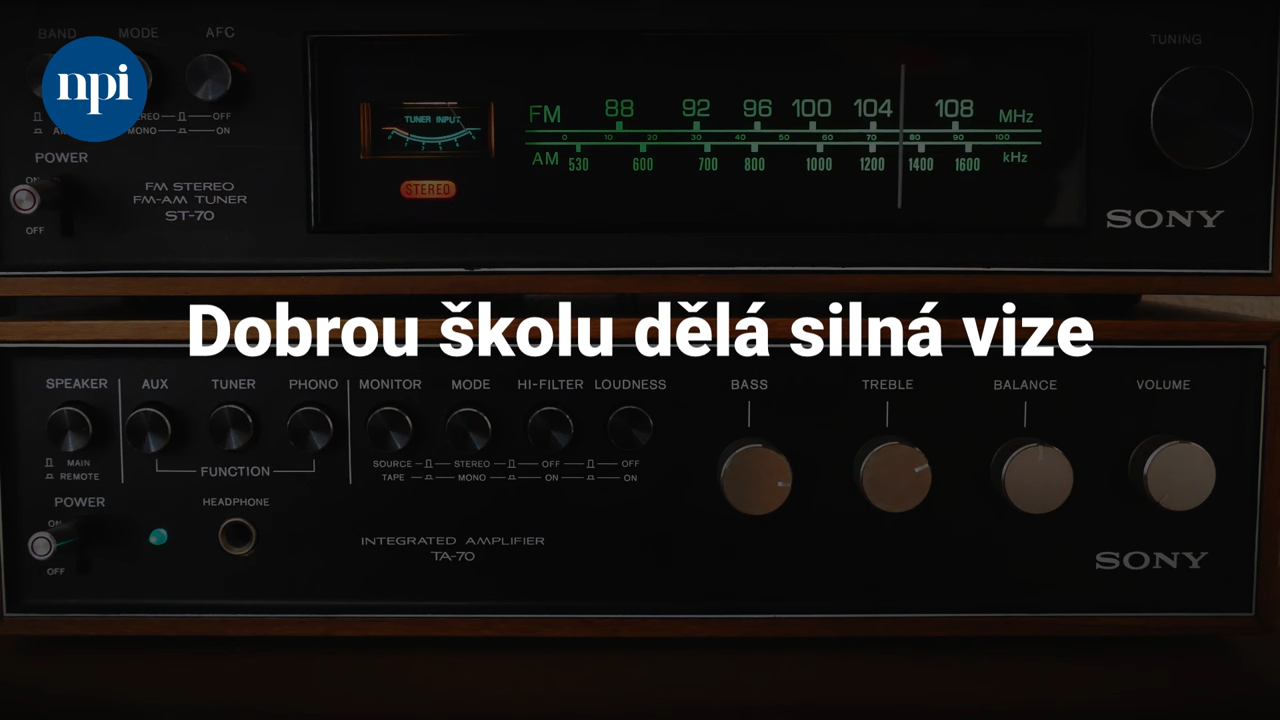 BAND MODE AFC
npi
STEREO OFF
AM MONO ON
POWER
ON
OFF
FM STEREO
FM-AM TUNER
ST-70
TUNER INPUT
STEREO
FM 88 92 96 100 104 108 MHz
0 10 20 30 40 50 60 70 80 90 100
AM 530 600 700 800 1000 1200 1400 1600 kHz
TUNING
SONY
Dobrou školu dělá silná vize
SPEAKER AUX TUNER PHONO MONITOR MODE HI-FILTER LOUDNESS BASS TREBLE BALANCE VOLUME
MAIN
REMOTE
FUNCTION
SOURCE STEREO OFF OFF
TAPE MONO ON ON
POWER
ON
OFF
HEADPHONE
INTEGRATED AMPLIFIER
TA-70
SONY